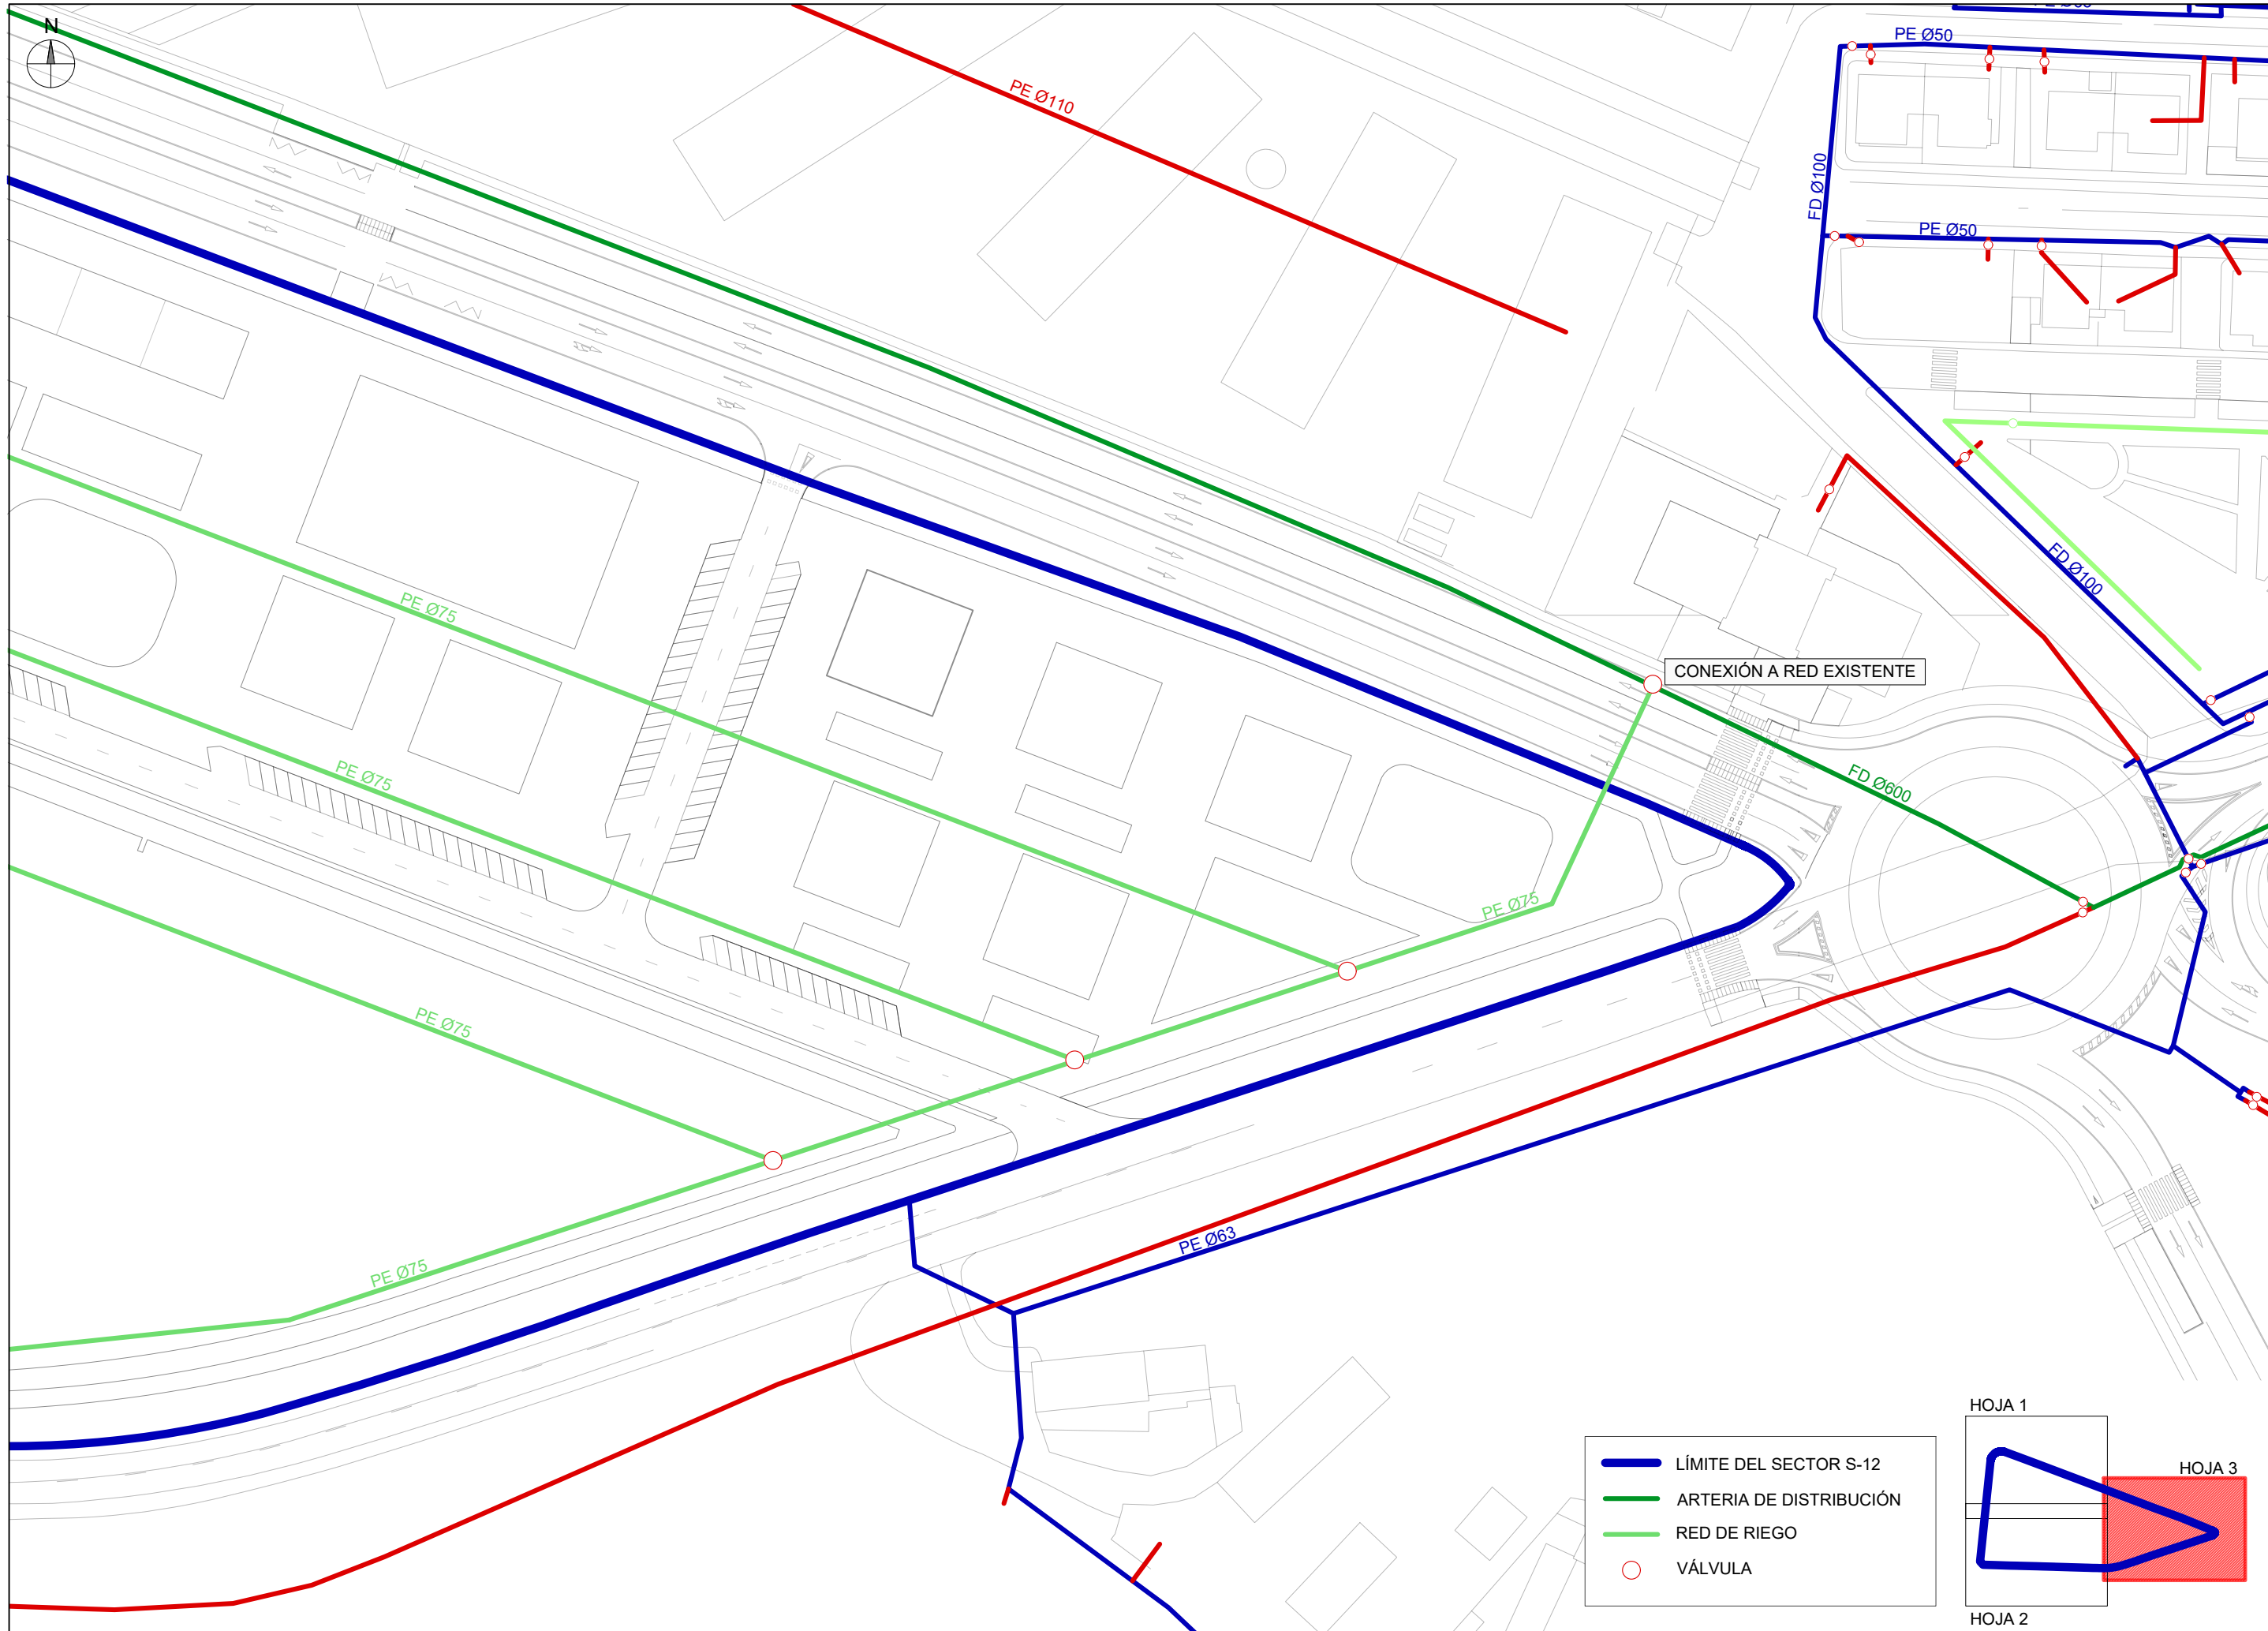 N
PE Ø50
PE Ø110
FD Ø100
PE Ø50
FD Ø100
PE Ø75
CONEXIÓN A RED EXISTENTE
PE Ø75
FD Ø600
PE Ø75
PE Ø75
PE Ø63
PE Ø75
HOJA 1
LÍMITE DEL SECTOR S-12
HOJA 3
ARTERIA DE DISTRIBUCIÓN
RED DE RIEGO
VÁLVULA
HOJA 2